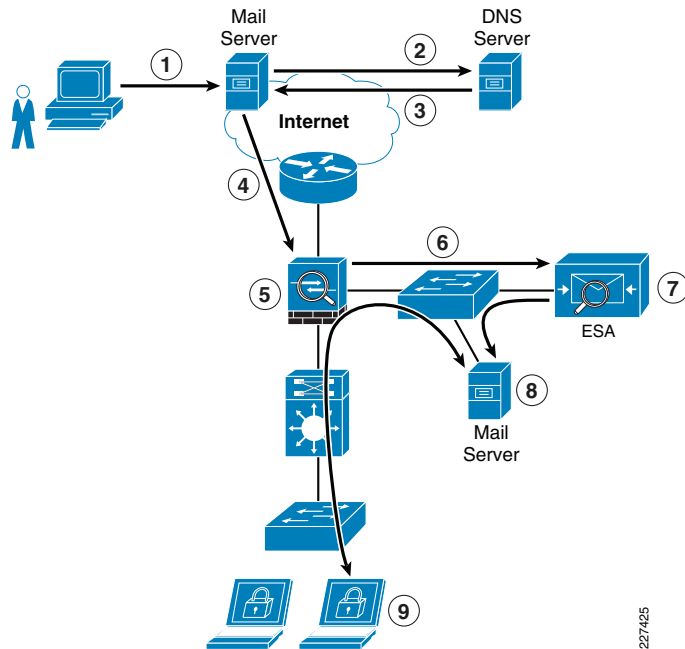 Mail
Server
DNS
Server
1
2
3
Internet
4
5
6
7
ESA
8
Mail
Server
9
227425